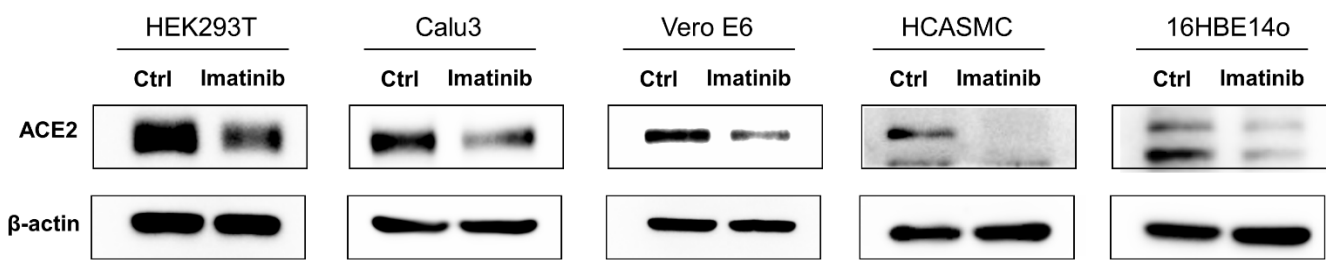 HEK293T Calu3 Vero E6 HCASMC 16HBE14o
Ctrl Imatinib Ctrl Imatinib Ctrl Imatinib Ctrl Imatinib Ctrl Imatinib
ACE2
β-actin